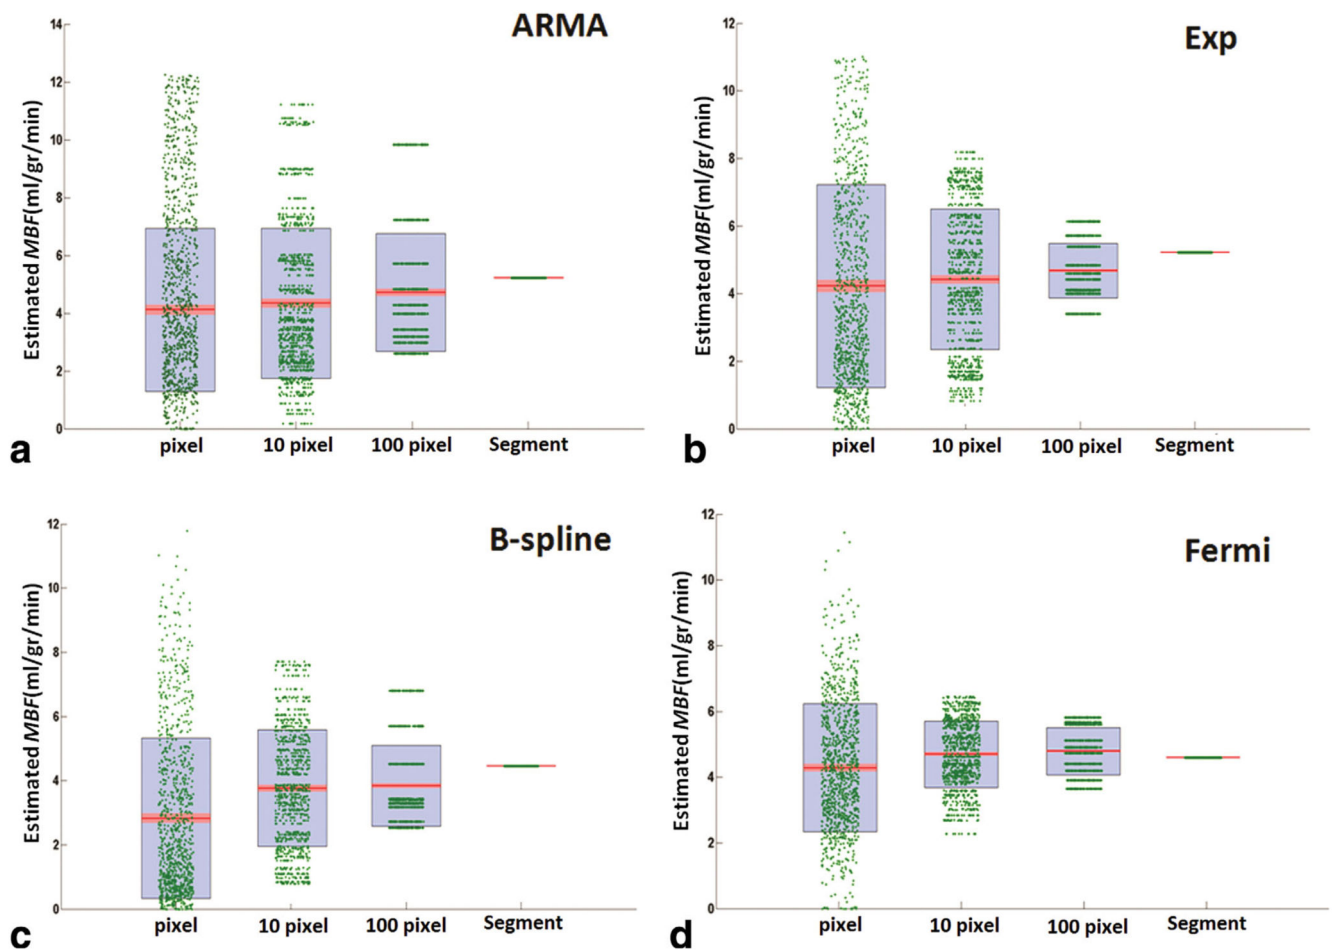 ARMA
Estimated MBF(ml/gr/min)
14
12
10
8
6
4
2
0
pixel
10 pixel
100 pixel
Segment
a
Exp
Estimated MBF(ml/gr/min)
12
10
8
6
4
2
0
pixel
10 pixel
100 pixel
Segment
b
B-spline
Estimated MBF(ml/gr/min)
12
10
8
6
4
2
0
pixel
10 pixel
100 pixel
Segment
c
Fermi
Estimated MBF(ml/gr/min)
12
10
8
6
4
2
0
pixel
10 pixel
100 pixel
Segment
d